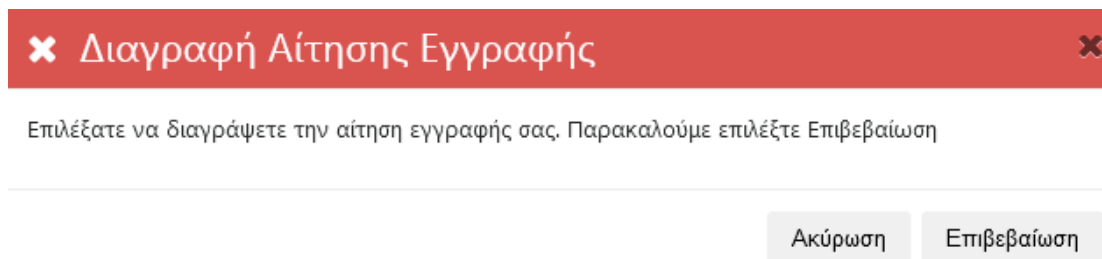 Διαγραφή Αίτησης Εγγραφής
Επιλέξατε να διαγράψετε την αίτηση εγγραφής σας. Παρακαλούμε επιλέξτε Επιβεβαίωση
Ακύρωση Επιβεβαίωση